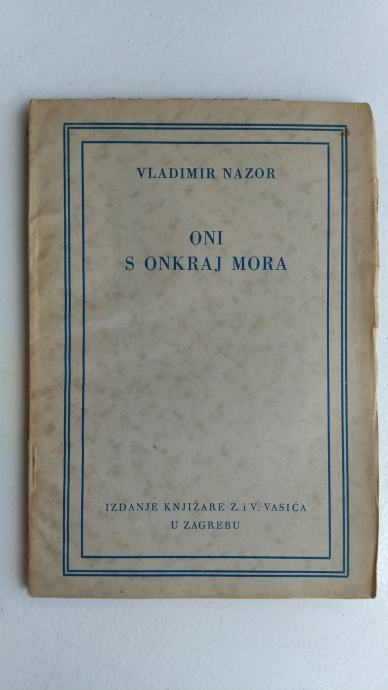 VLADIMIR NAZOR
ONI
S ONKRAJ MORA
IZDANJE KNJIŽARE Z. i V. VASIĆA
U ZAGREBU